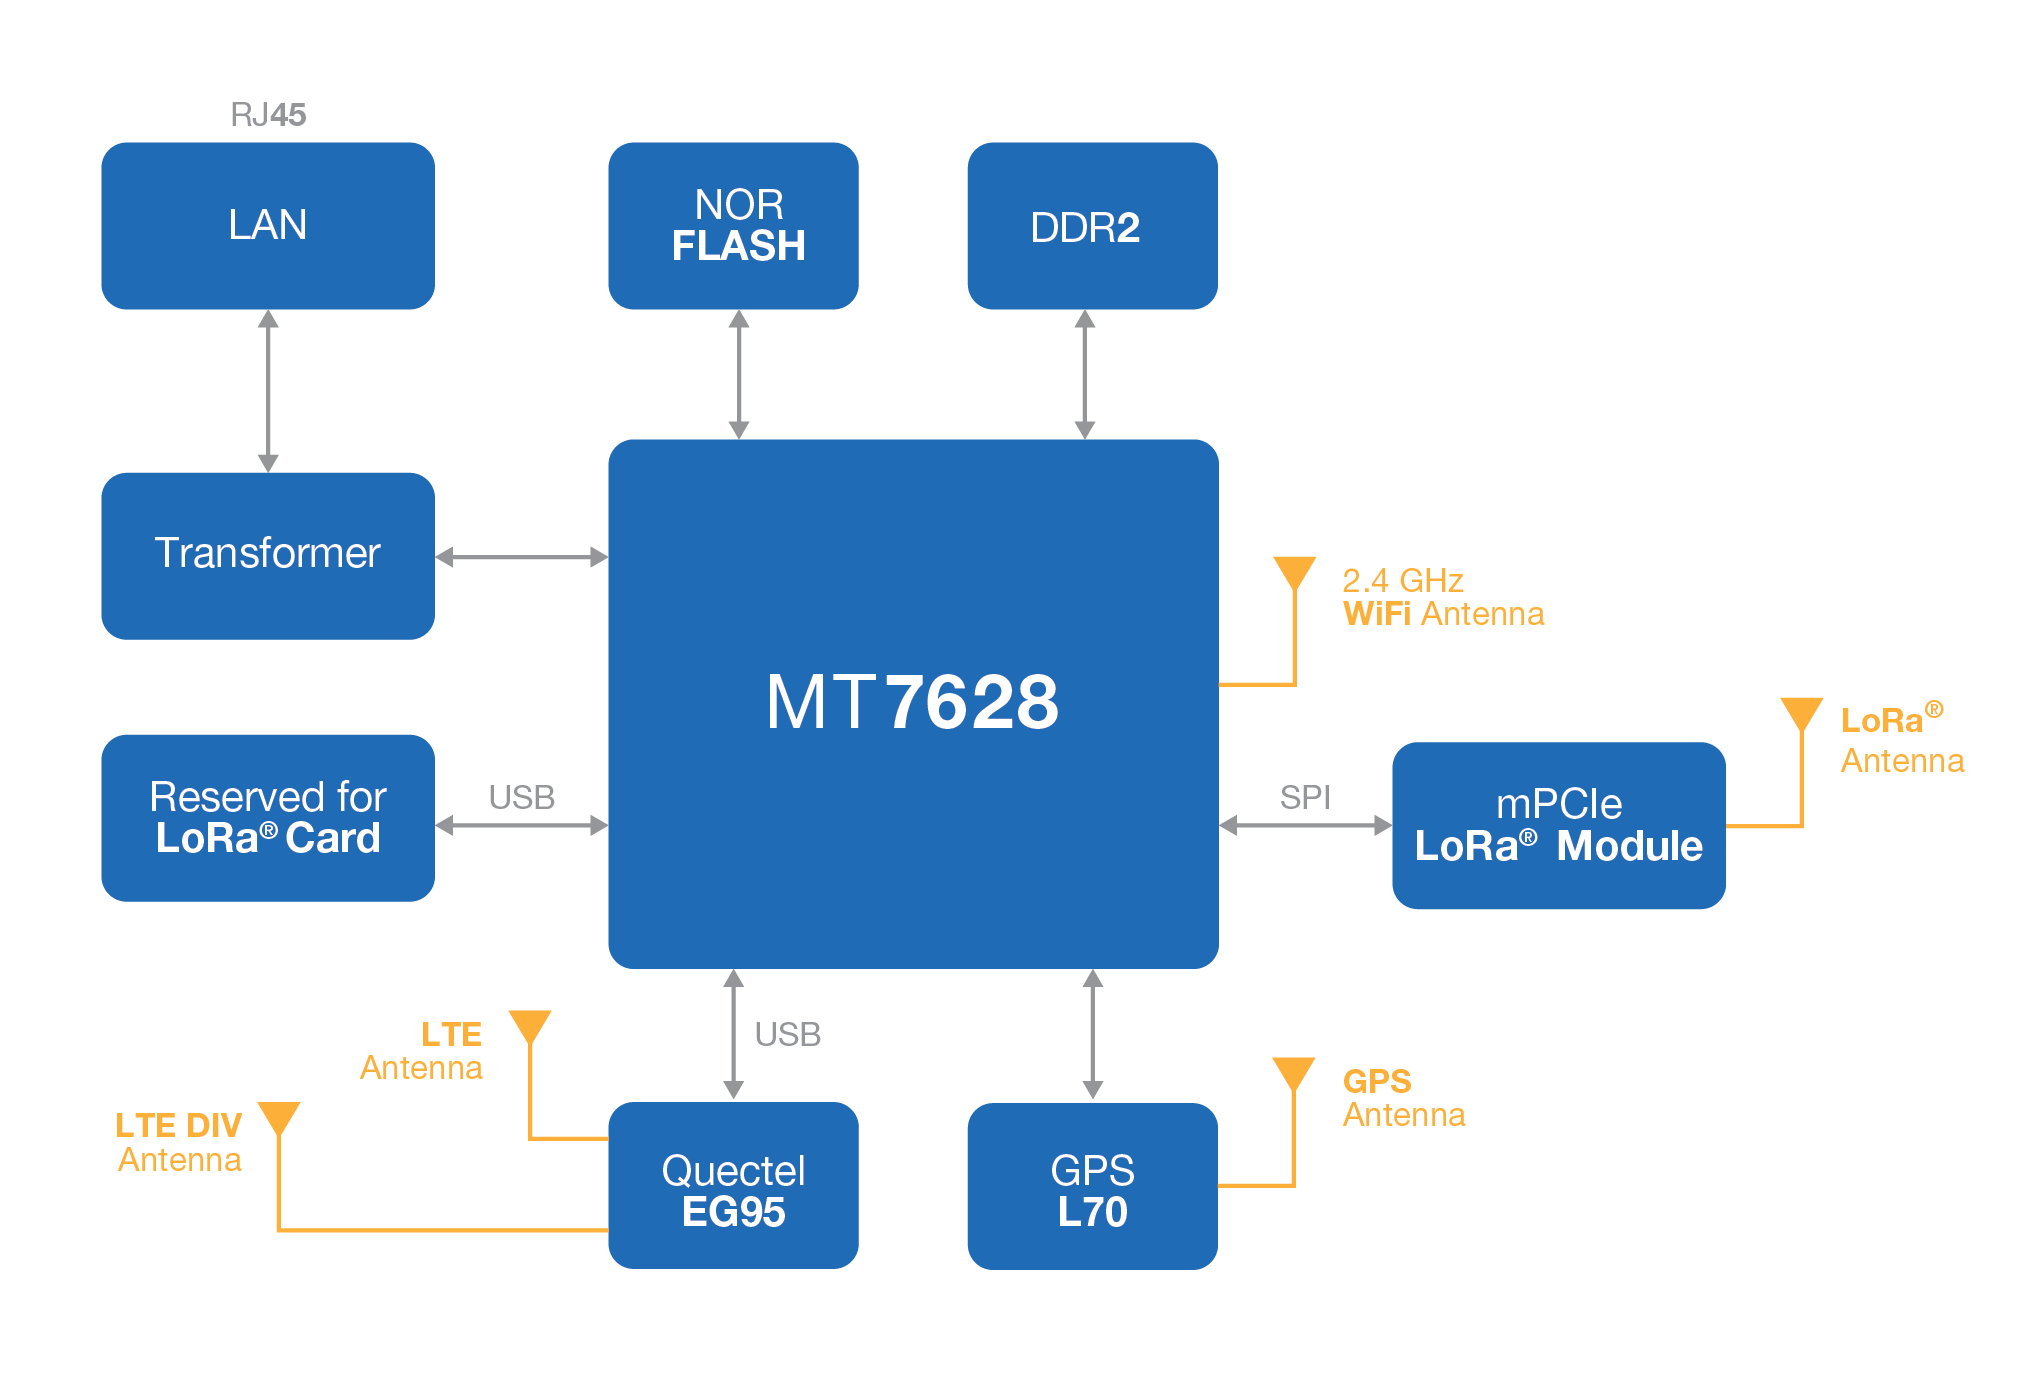 RJ45
LAN
NOR
FLASH
DDR2
Transformer
MT7628
2.4 GHz
WiFi Antenna
LoRa®
Antenna
Reserved for
LoRa® Card
USB
SPI
mPCIe
LoRa® Module
LTE
Antenna
USB
LTE DIV
Antenna
GPS
Antenna
Quectel
EG95
GPS
L70